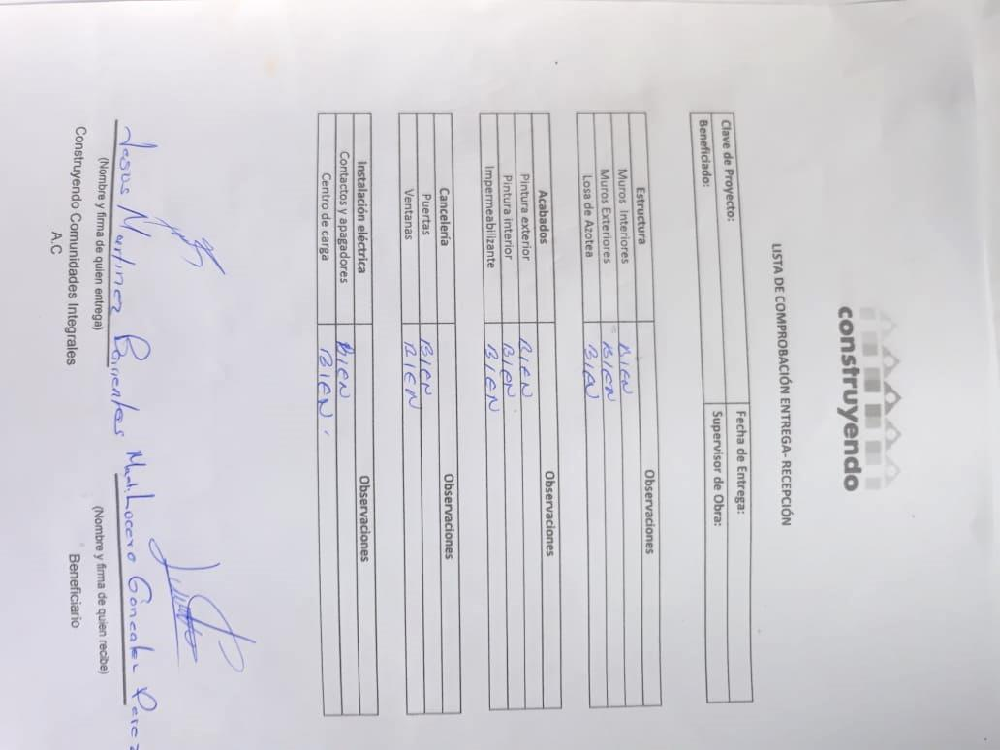 construyendo
LISTA DE COMPROBACIÓN ENTREGA- RECEPCIÓN
Clave de Proyecto: Fecha de Entrega:
Beneficiado: Supervisor de Obra:
Estructura Observaciones
Muros Interiores BIEN
Muros Exteriores BIEN
Losa de Azotea BIEN
Acabados Observaciones
Pintura exterior BIEN
Pintura interior BIEN
Impermeabilizante BIEN
Cancelería Observaciones
Puertas BIEN
Ventanas BIEN
Instalación eléctrica Observaciones
Contactos y apagadores BIEN
Centro de carga BIEN
Jesus Martinez Barrientos
Lucero Gonzalez Perez
(Nombre y firma de quien entrega) (Nombre y firma de quien recibe)
Construyendo Comunidades Integrales Beneficiario
A.C